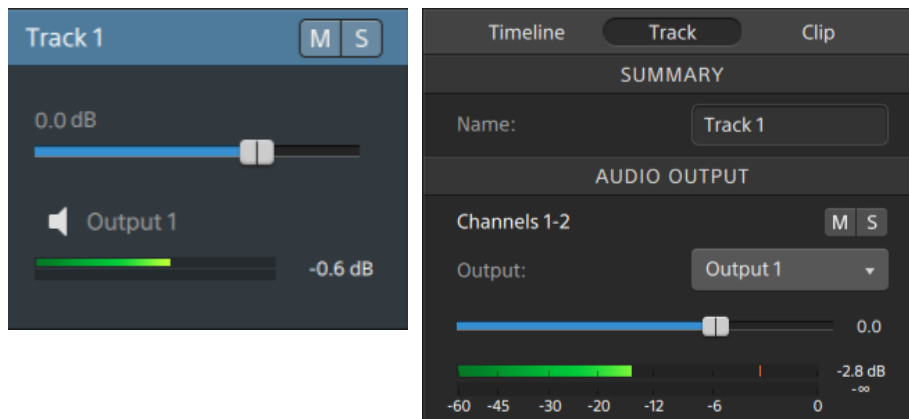 Track 1 M S
0.0 dB
Output 1
-0.6 dB
Timeline Track Clip
SUMMARY
Name: Track 1
AUDIO OUTPUT
Channels 1-2 M S
Output: Output 1
0.0
-2.8 dB
-∞
-60 -45 -30 -20 -12 -6 0